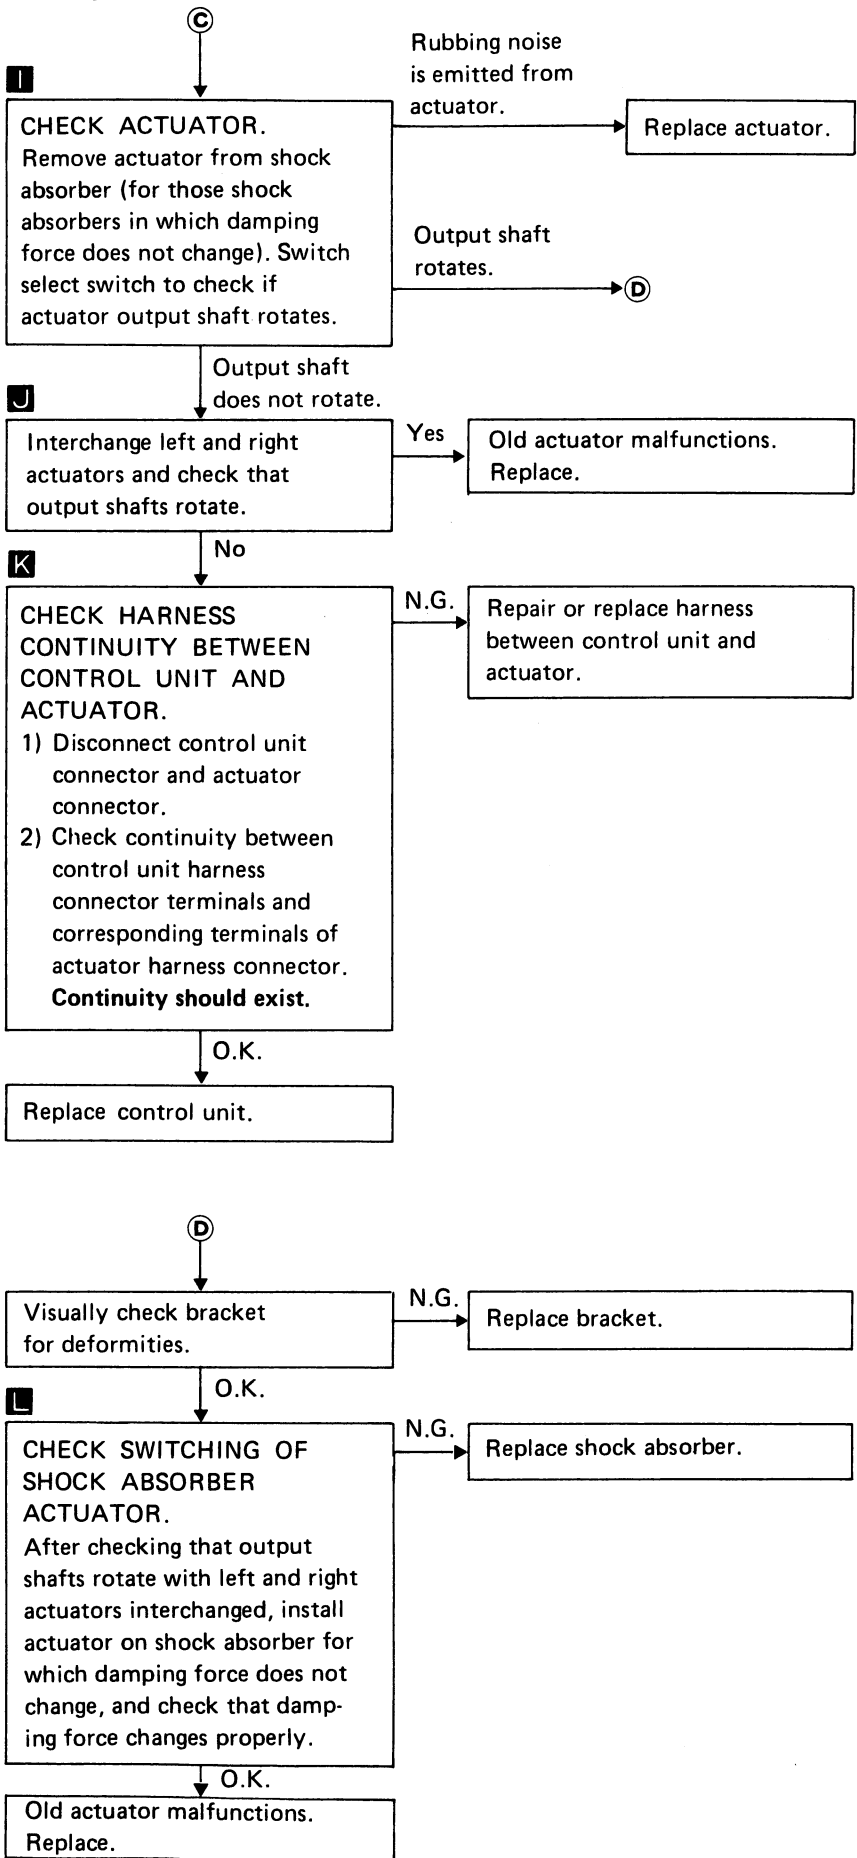 C
Rubbing noise
is emitted from
actuator.
I
CHECK ACTUATOR.
Remove actuator from shock
absorber (for those shock
absorbers in which damping
force does not change). Switch
select switch to check if
actuator output shaft rotates.
Replace actuator.
Output shaft
rotates.
D
Output shaft
does not rotate.
J
Interchange left and right
actuators and check that
output shafts rotate.
Yes
Old actuator malfunctions.
Replace.
No
K
CHECK HARNESS
CONTINUITY BETWEEN
CONTROL UNIT AND
ACTUATOR.
1) Disconnect control unit
connector and actuator
connector.
2) Check continuity between
control unit harness
connector terminals and
corresponding terminals of
actuator harness connector.
Continuity should exist.
N.G.
Repair or replace harness
between control unit and
actuator.
O.K.
Replace control unit.
D
Visually check bracket
for deformities.
N.G.
Replace bracket.
O.K.
L
CHECK SWITCHING OF
SHOCK ABSORBER
ACTUATOR.
After checking that output
shafts rotate with left and right
actuators interchanged, install
actuator on shock absorber for
which damping force does not
change, and check that damp-
ing force changes properly.
N.G.
Replace shock absorber.
O.K.
Old actuator malfunctions.
Replace.